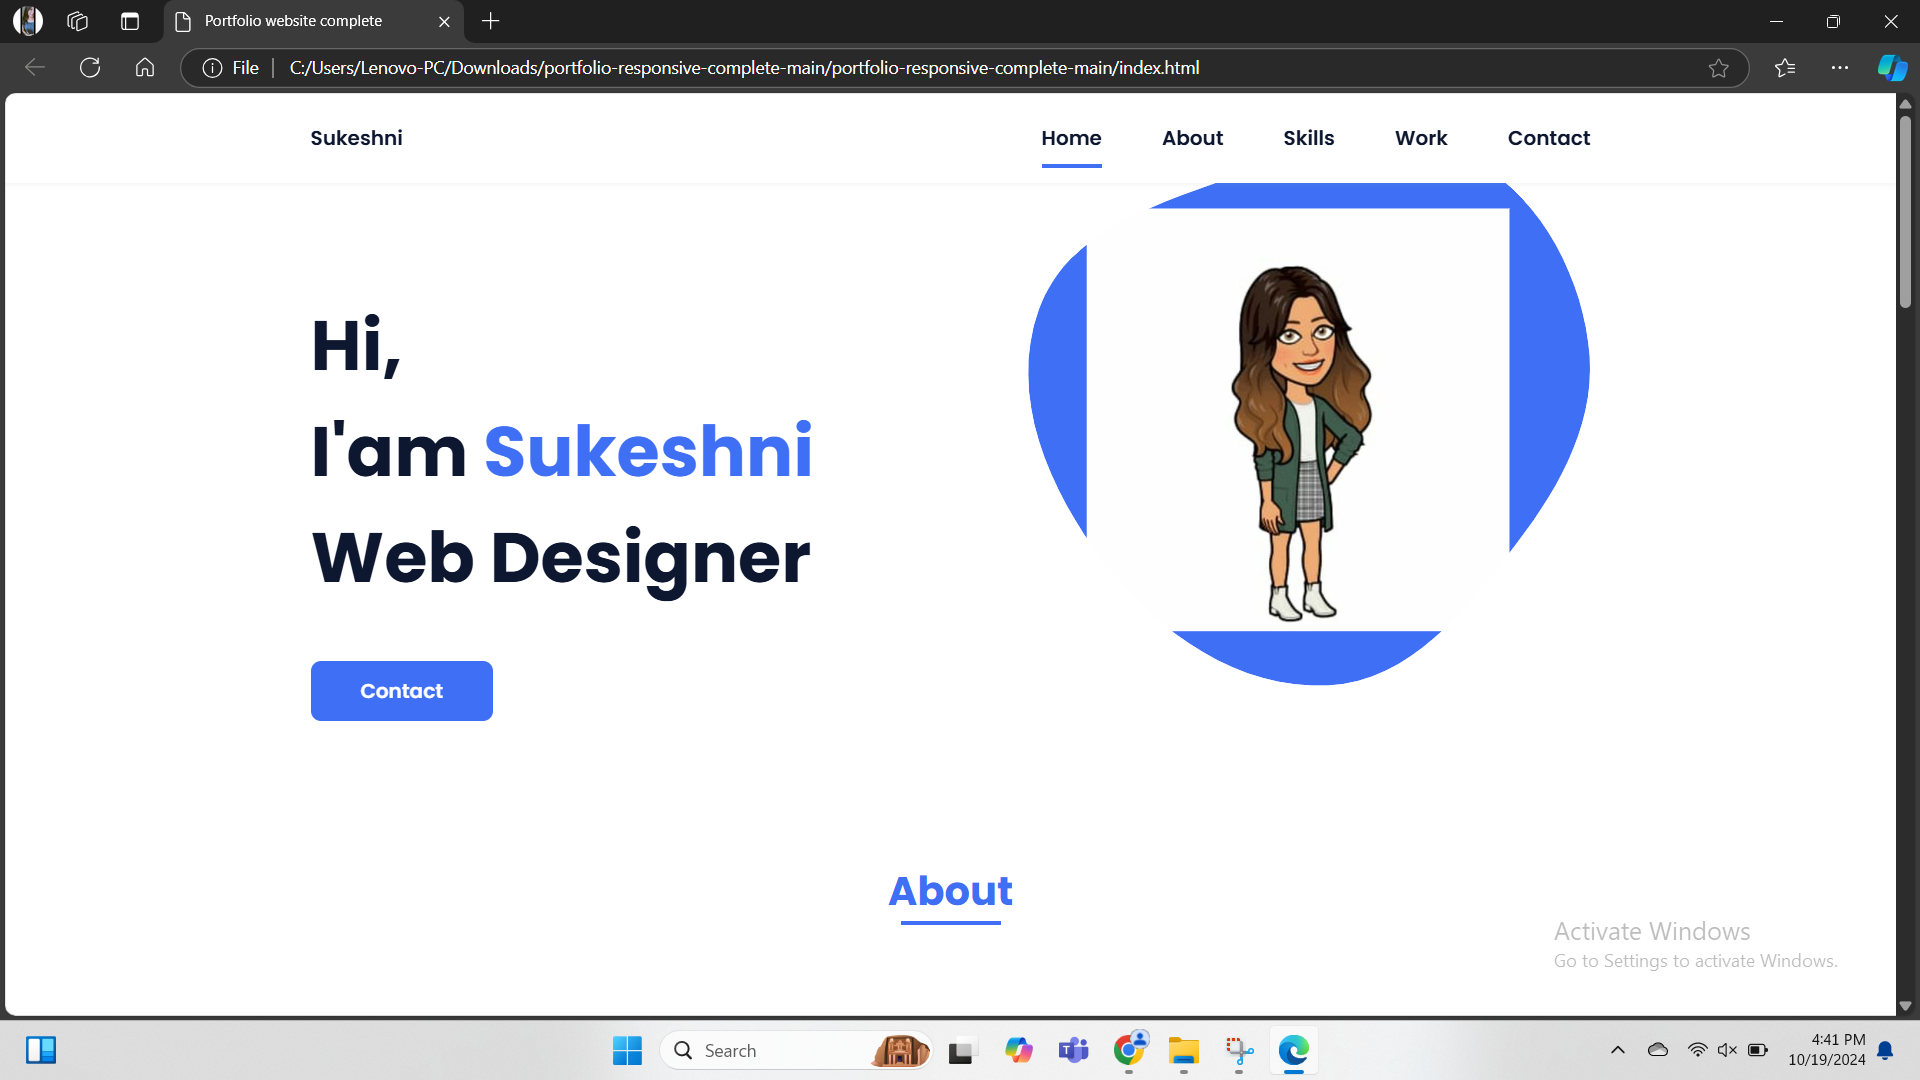 Portfolio website complete
File
C:/Users/Lenovo-PC/Downloads/portfolio-responsive-complete-main/portfolio-responsive-complete-main/index.html
Sukeshni
Home About Skills Work Contact
Hi,
I'am Sukeshni
Web Designer
Contact
About
Activate Windows
Go to Settings to activate Windows.
Search
4:41 PM
10/19/2024